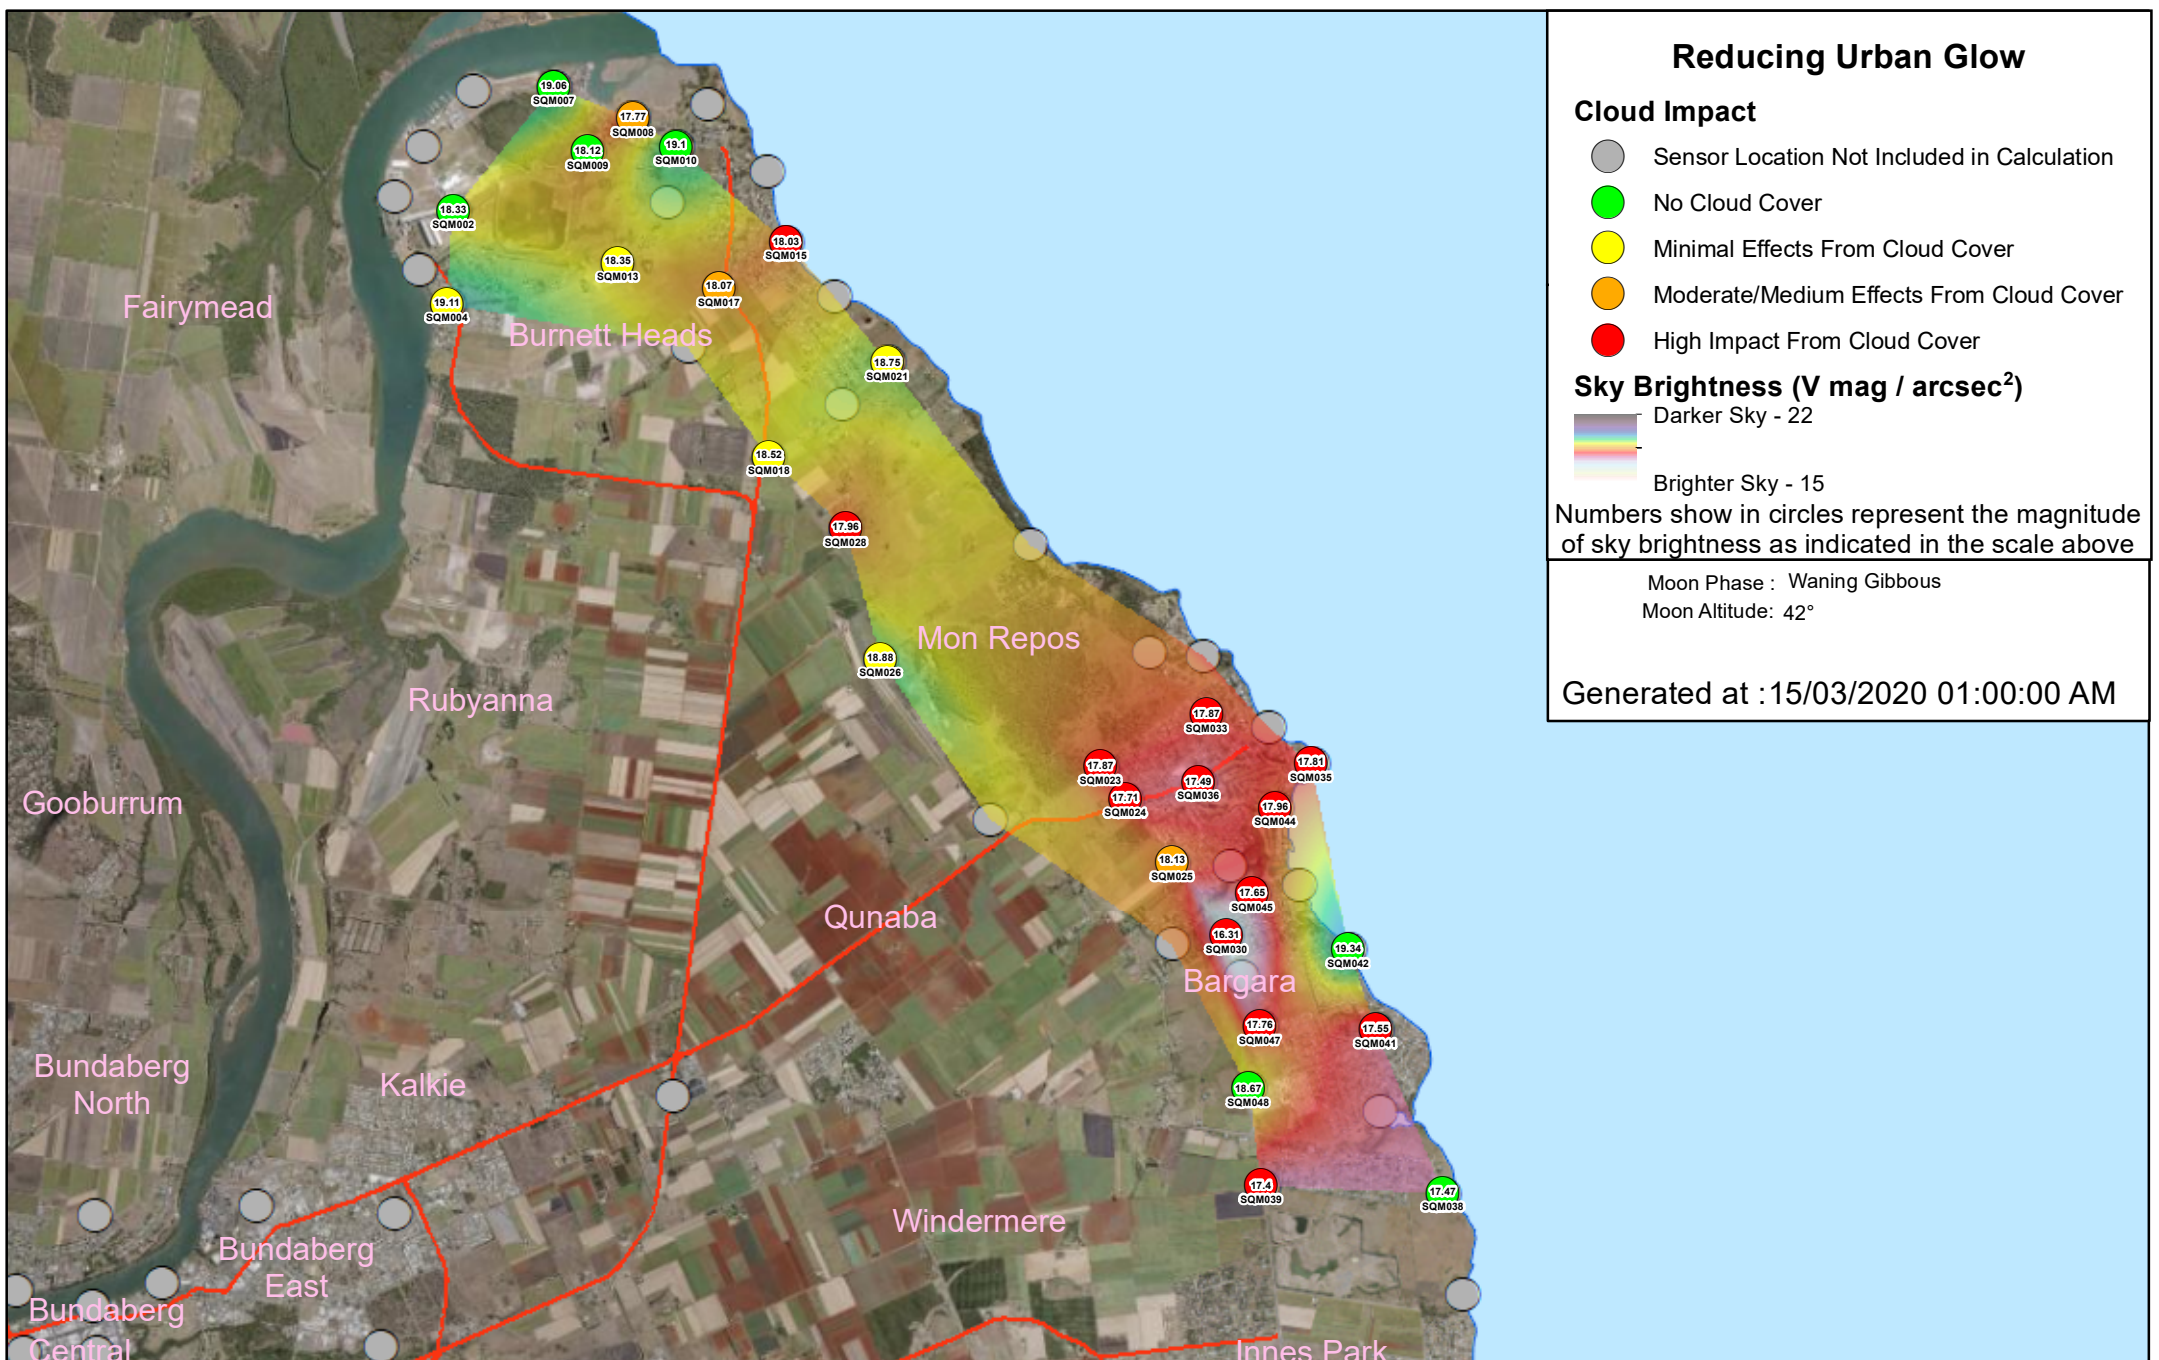 Reducing Urban Glow
Cloud Impact
Sensor Location Not Included in Calculation
No Cloud Cover
Minimal Effects From Cloud Cover
Moderate/Medium Effects From Cloud Cover
High Impact From Cloud Cover
Sky Brightness (V mag / arcsec²)
Darker Sky - 22
Brighter Sky - 15
Numbers show in circles represent the magnitude
of sky brightness as indicated in the scale above
Moon Phase : Waning Gibbous
Moon Altitude: 42°
Generated at :15/03/2020 01:00:00 AM
19.06
SQM007
17.77
SQM008
18.12
SQM009
19.1
SQM010
18.33
SQM002
18.03
SQM015
18.35
SQM013
18.07
SQM017
19.11
SQM004
Fairymead
Burnett Heads
18.75
SQM021
18.52
SQM018
17.96
SQM028
Mon Repos
18.88
SQM026
Rubyanna
17.87
SQM033
17.87
SQM023
17.81
SQM035
17.49
SQM036
17.71
SQM024
17.96
SQM044
Gooburrum
18.13
SQM025
17.65
SQM045
Qunaba
16.31
SQM030
19.34
SQM042
Bargara
17.76
SQM047
17.55
SQM041
Bundaberg
North
Kalkie
18.67
SQM048
17.4
SQM039
17.47
SQM038
Windermere
Bundaberg
East
Bundaberg
Central
Innes Park